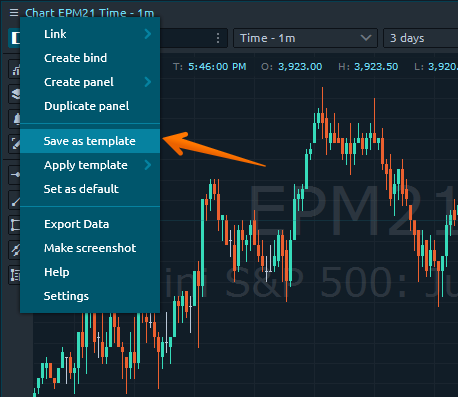 Chart EPM21 Time - 1m
Time - 1m
3 days
T: 5:46:00 PM O: 3,923.00 H: 3,923.50 L: 3,920.
Link
Create bind
Create panel
Duplicate panel
Save as template
Apply template
Set as default
Export Data
Make screenshot
Help
Settings
EPM21
ini S&P 500: Ju